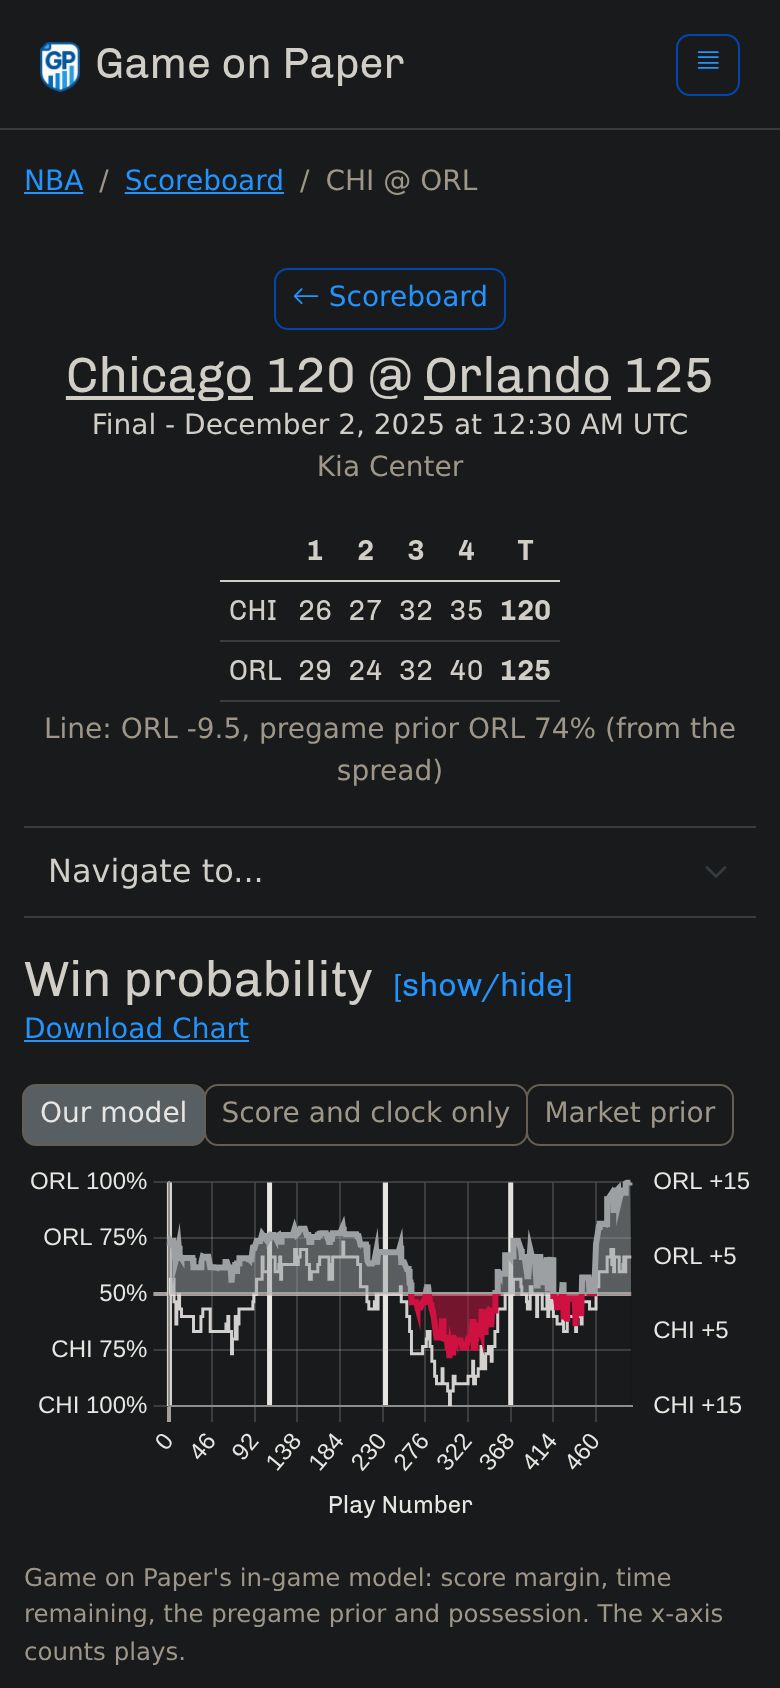 GP Game on Paper
NBA / Scoreboard / CHI @ ORL
← Scoreboard
Chicago 120 @ Orlando 125
Final - December 2, 2025 at 12:30 AM UTC
Kia Center
1 2 3 4 T
CHI 26 27 32 35 120
ORL 29 24 32 40 125
Line: ORL -9.5, pregame prior ORL 74% (from the
spread)
Navigate to...
Win probability [show/hide]
Download Chart
Our model Score and clock only Market prior
ORL 100% ORL +15
ORL 75% ORL +5
50%
CHI 75% CHI +5
CHI 100% CHI +15
0 46 92 138 184 230 276 322 368 414 460
Play Number
Game on Paper's in-game model: score margin, time
remaining, the pregame prior and possession. The x-axis
counts plays.